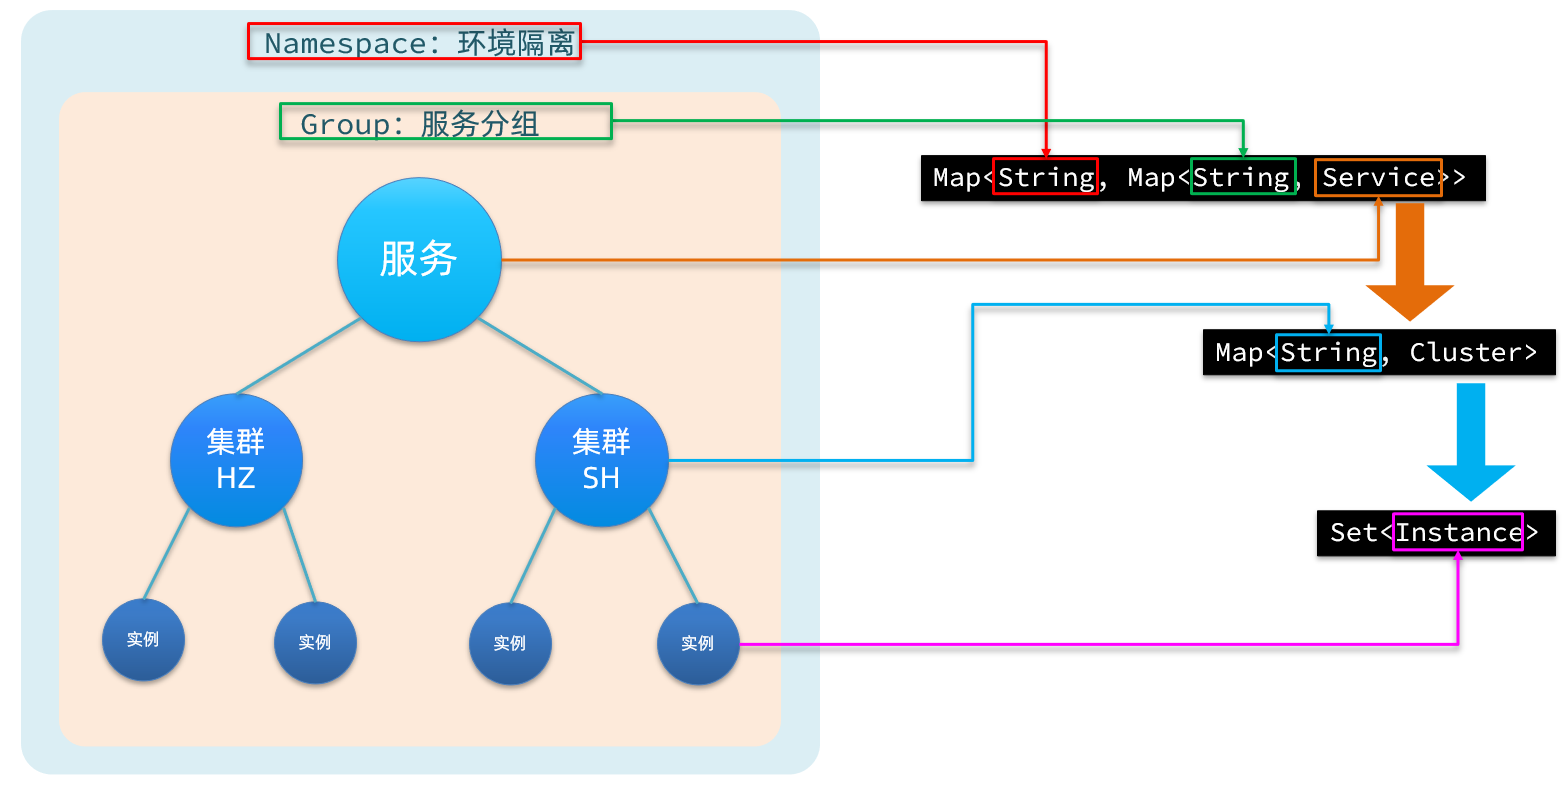 Namespace：环境隔离
Group：服务分组
Map<String, Map<String, Service>>
服务
Map<String, Cluster>
集群
HZ
集群
SH
Set<Instance>
实例
实例
实例
实例